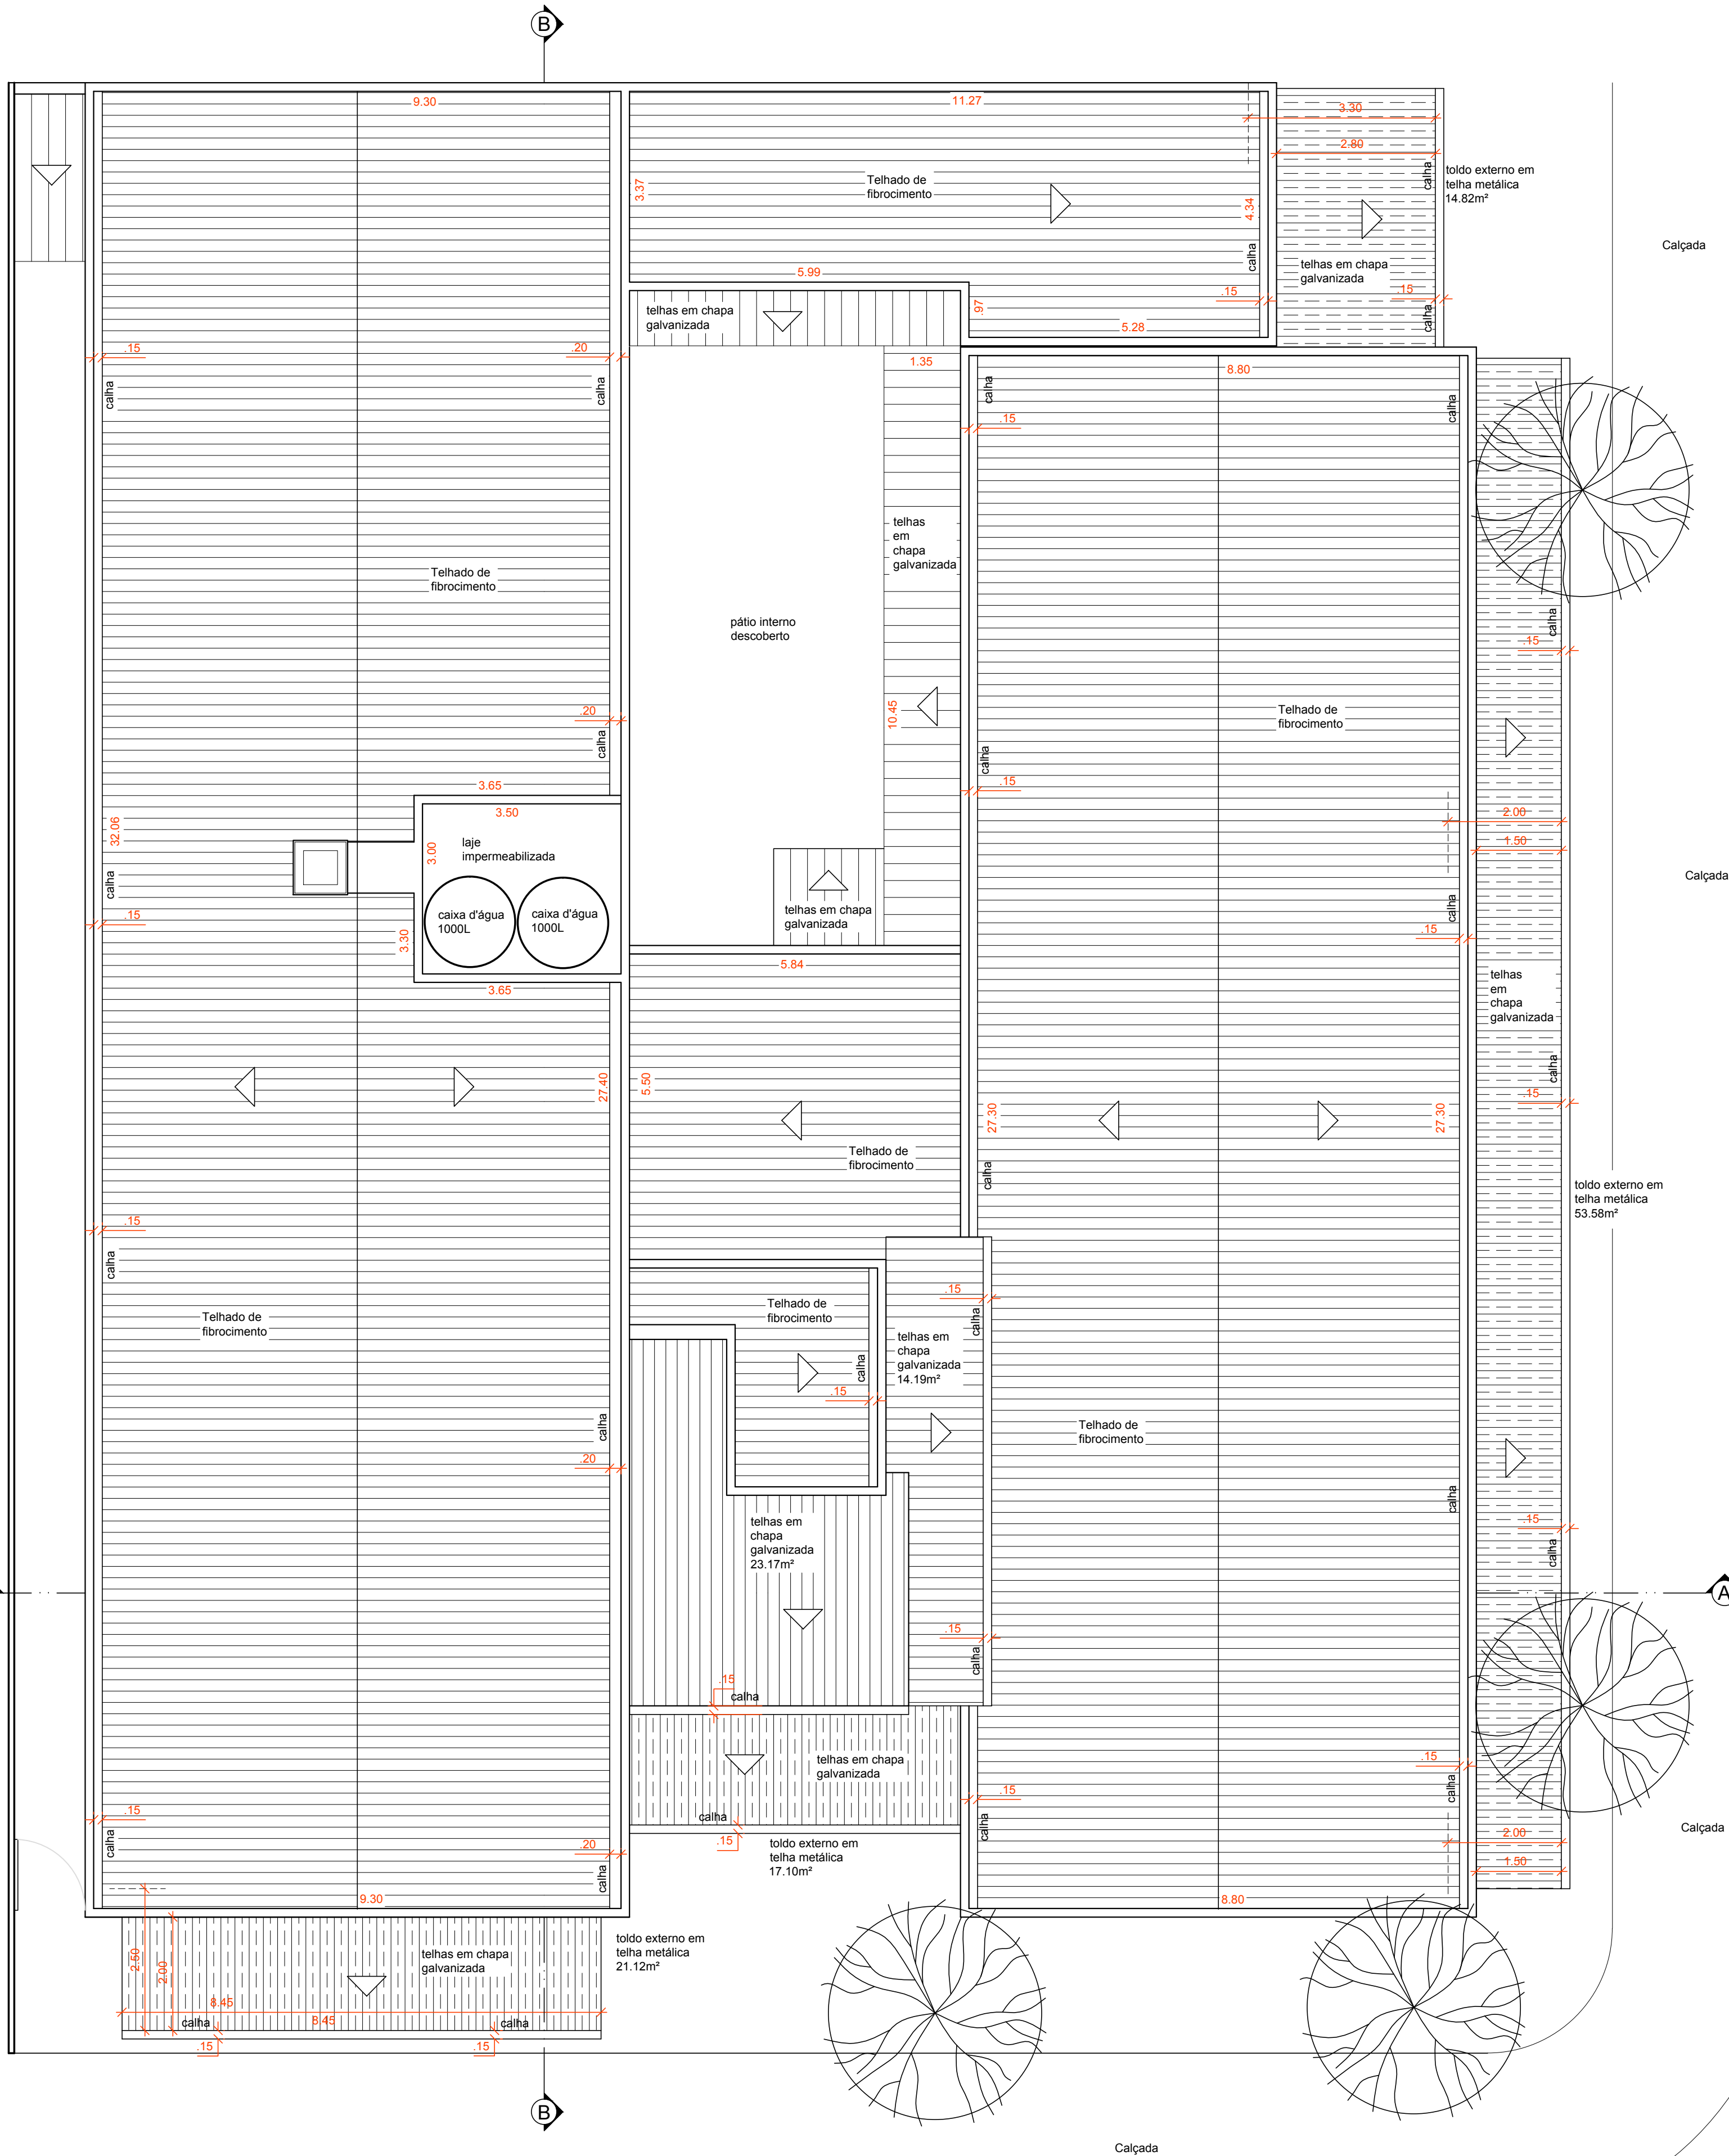 B
9.30
11.27
3.30
2.80
calha
toldo externo em
telha metálica
14.82m²
Telhado de
fibrocimento
3.37
4.34
calha
Calçada
telhas em chapa
galvanizada
5.99
.15
.15
calha
telhas em chapa
galvanizada
.97
5.28
.15
.20
1.35
8.80
calha
calha
calha
calha
.15
telhas
em
chapa
galvanizada
Telhado de
fibrocimento
pátio interno
descoberto
calha
.15
.20
calha
10.45
Telhado de
fibrocimento
calha
.15
3.65
3.50
32.06
laje
impermeabilizada
3.00
2.00
1.50
calha
caixa d'água
1000L
caixa d'água
1000L
telhas em chapa
galvanizada
calha
Calçada
.15
3.30
.15
5.84
3.65
telhas
em
chapa
galvanizada
27.40
5.50
27.30
27.30
calha
.15
Telhado de
fibrocimento
calha
toldo externo em
telha metálica
53.58m²
.15
calha
Telhado de
fibrocimento
Telhado de
fibrocimento
.15
calha
telhas em
chapa
galvanizada
14.19m²
calha
.15
calha
.20
Telhado de
fibrocimento
calha
telhas em
chapa
galvanizada
23.17m²
.15
calha
A
.15
calha
.15
calha
telhas em chapa
galvanizada
.15
calha
.15
calha
.15
calha
calha
.15
toldo externo em
telha metálica
17.10m²
.20
calha
2.00
1.50
Calçada
9.30
8.80
2.50
2.00
telhas em chapa
galvanizada
toldo externo em
telha metálica
21.12m²
8.45
8.45
calha
calha
.15
.15
B
Calçada